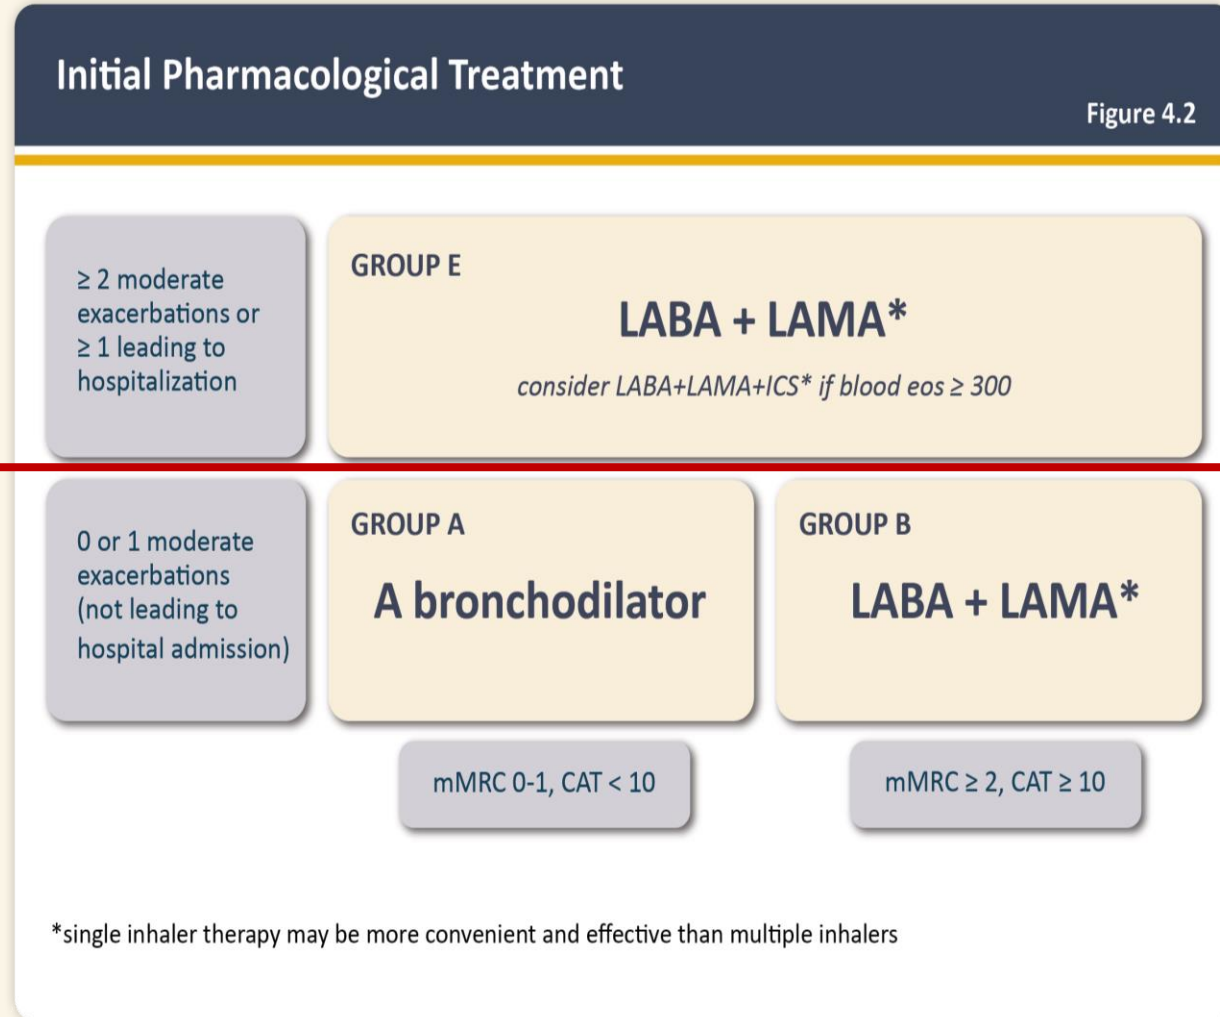 Initial Pharmacological Treatment
Figure 4.2
≥ 2 moderate
exacerbations or
≥ 1 leading to
hospitalization
GROUP E
LABA + LAMA*
consider LABA+LAMA+ICS* if blood eos ≥ 300
0 or 1 moderate
exacerbations
(not leading to
hospital admission)
GROUP A
A bronchodilator
GROUP B
LABA + LAMA*
mMRC 0-1, CAT < 10
mMRC ≥ 2, CAT ≥ 10
*single inhaler therapy may be more convenient and effective than multiple inhalers